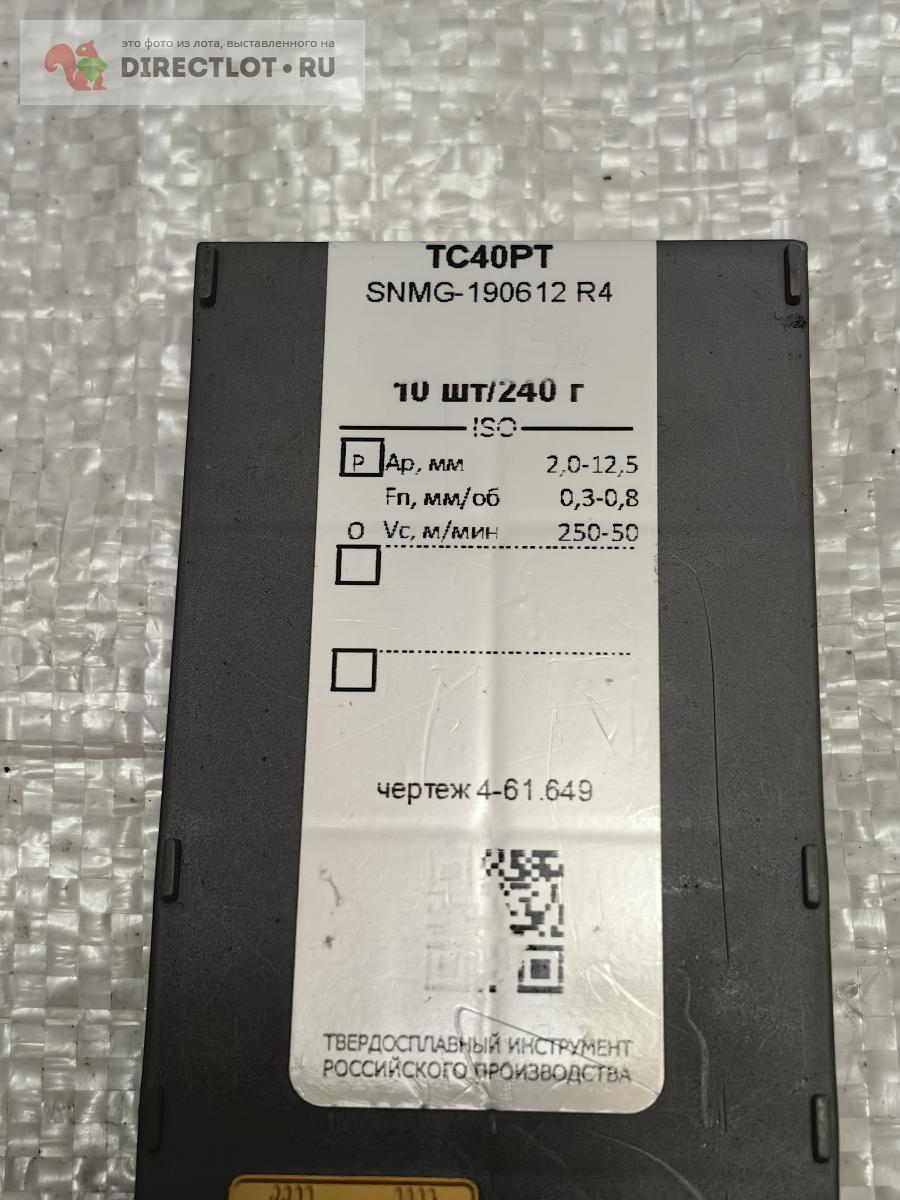 это фото из лота, выставленного на
DIRECTLOT.RU
TC40PT
SNMG-190612 R4
10 шт/240 г
ISO
P Ap, мм 2,0-12,5
Fn, мм/об 0,3-0,8
O Vc, м/мин 250-50
чертеж 4-61.649
ТВЕРДОСПЛАВНЫЙ ИНСТРУМЕНТ
РОССИЙСКОГО ПРОИЗВОДСТВА